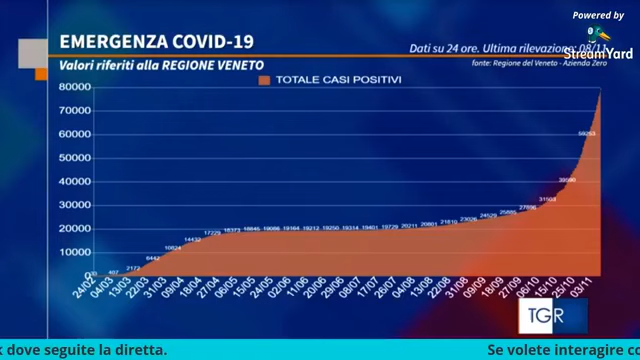 Powered by
StreamYard
EMERGENZA COVID-19
Dati su 24 ore. Ultima rilevazione: 08/11
Valori riferiti alla REGIONE VENETO
fonte: Regione del Veneto - Azienda Zero
TOTALE CASI POSITIVI
80000
70000
60000
50000
40000
30000
20000
10000
0
407 2172 6442 10824 14432 17229 18373 18845 19086 19164 19213 19250 19314 19401 19729 20211 20801 21810 23026 24529 25885 27896 31503
24/02 04/03 13/03 22/03 31/03 09/04 18/04 27/04 06/05 15/05 24/05 02/06 11/06 20/06 29/06 08/07 17/07 26/07 04/08 13/08 22/08 31/08 09/09 18/09 27/09 06/10 15/10 25/10 03/11
TGR
k dove seguite la diretta.
Se volete interagire co